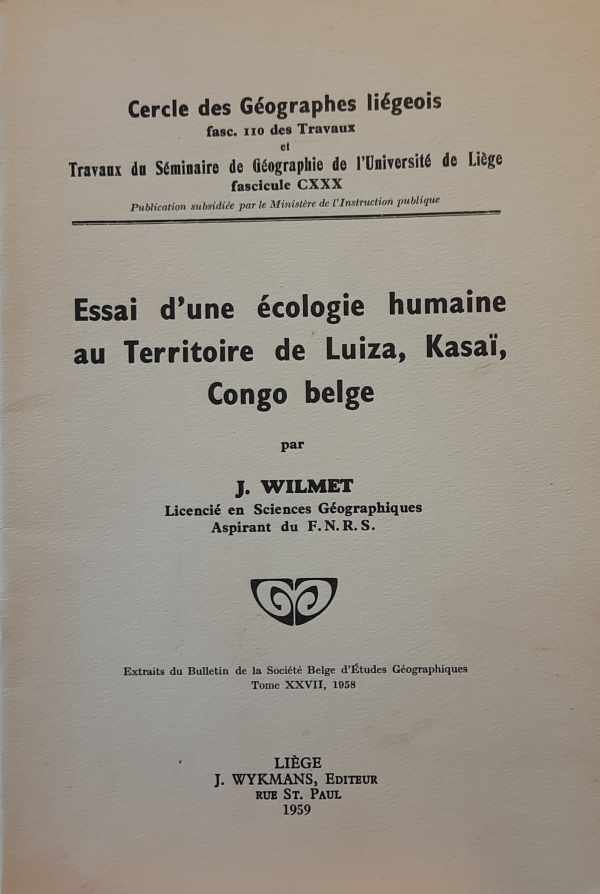 Cercle des Géographes liégeois
fasc. 110 des Travaux
et
Travaux du Séminaire de Géographie de l'Université de Liège
fascicule CXXX
Publication subsidiée par le Ministère de l'Instruction publique
Essai d'une écologie humaine
au Territoire de Luiza, Kasaï,
Congo belge
par
J. WILMET
Licencié en Sciences Géographiques
Aspirant du F.N.R.S.
Extraits du Bulletin de la Société Belge d'Études Géographiques
Tome XXVII, 1958
LIÈGE
J. WYKMANS, EDITEUR
RUE ST. PAUL
1959